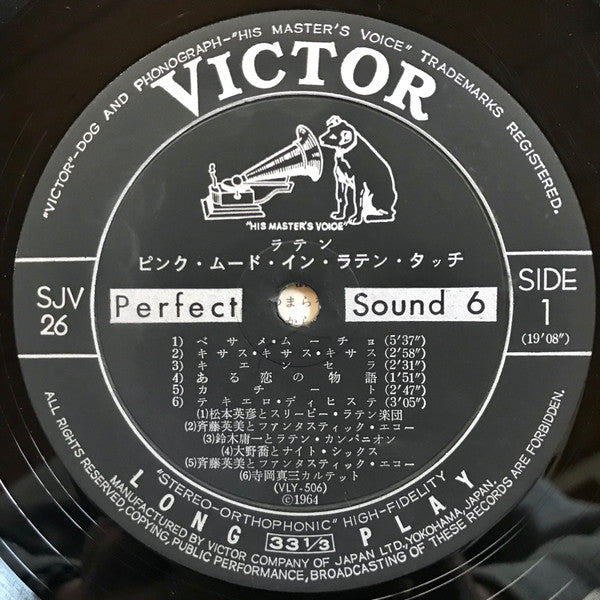 "VICTOR"-DOG AND PHONOGRAPH-"HIS MASTER'S VOICE" TRADEMARKS REGISTERED.
VICTOR
"HIS MASTER'S VOICE"
ラテン
ピンク・ムード・イン・ラテン・タッチ
SJV
26
Perfect Sound 6
SIDE
1
(19'08")
つまら
1) ベサメ・ムーチョ (5'37")
2) キサス・キサス・キサス (2'58")
3) キエンセラ (2'31")
4) ある恋の物語 (1'51")
5) カチート (2'47")
6) テキエロ・ディヒステ (3'05")
(1)松本英彦とスリーピー・ラテン楽団
(2)斉藤英美とファンタスティック・エコー
(3)鈴木庸一とラテン・カンパニオン
(4)大野喬とナイト・シックス
(5)斉藤英美とファンタスティック・エコー
(6)寺岡真三カルテット
(VLY-506)
©1964
"STEREO-ORTHOPHONIC" HIGH-FIDELITY
LONG 33 1/3 PLAY
MANUFACTURED BY VICTOR COMPANY OF JAPAN LTD., YOKOHAMA, JAPAN.
ALL RIGHTS RESERVED, COPYING, PUBLIC PERFORMANCE, BROADCASTING OF THESE RECORDS ARE FORBIDDEN.